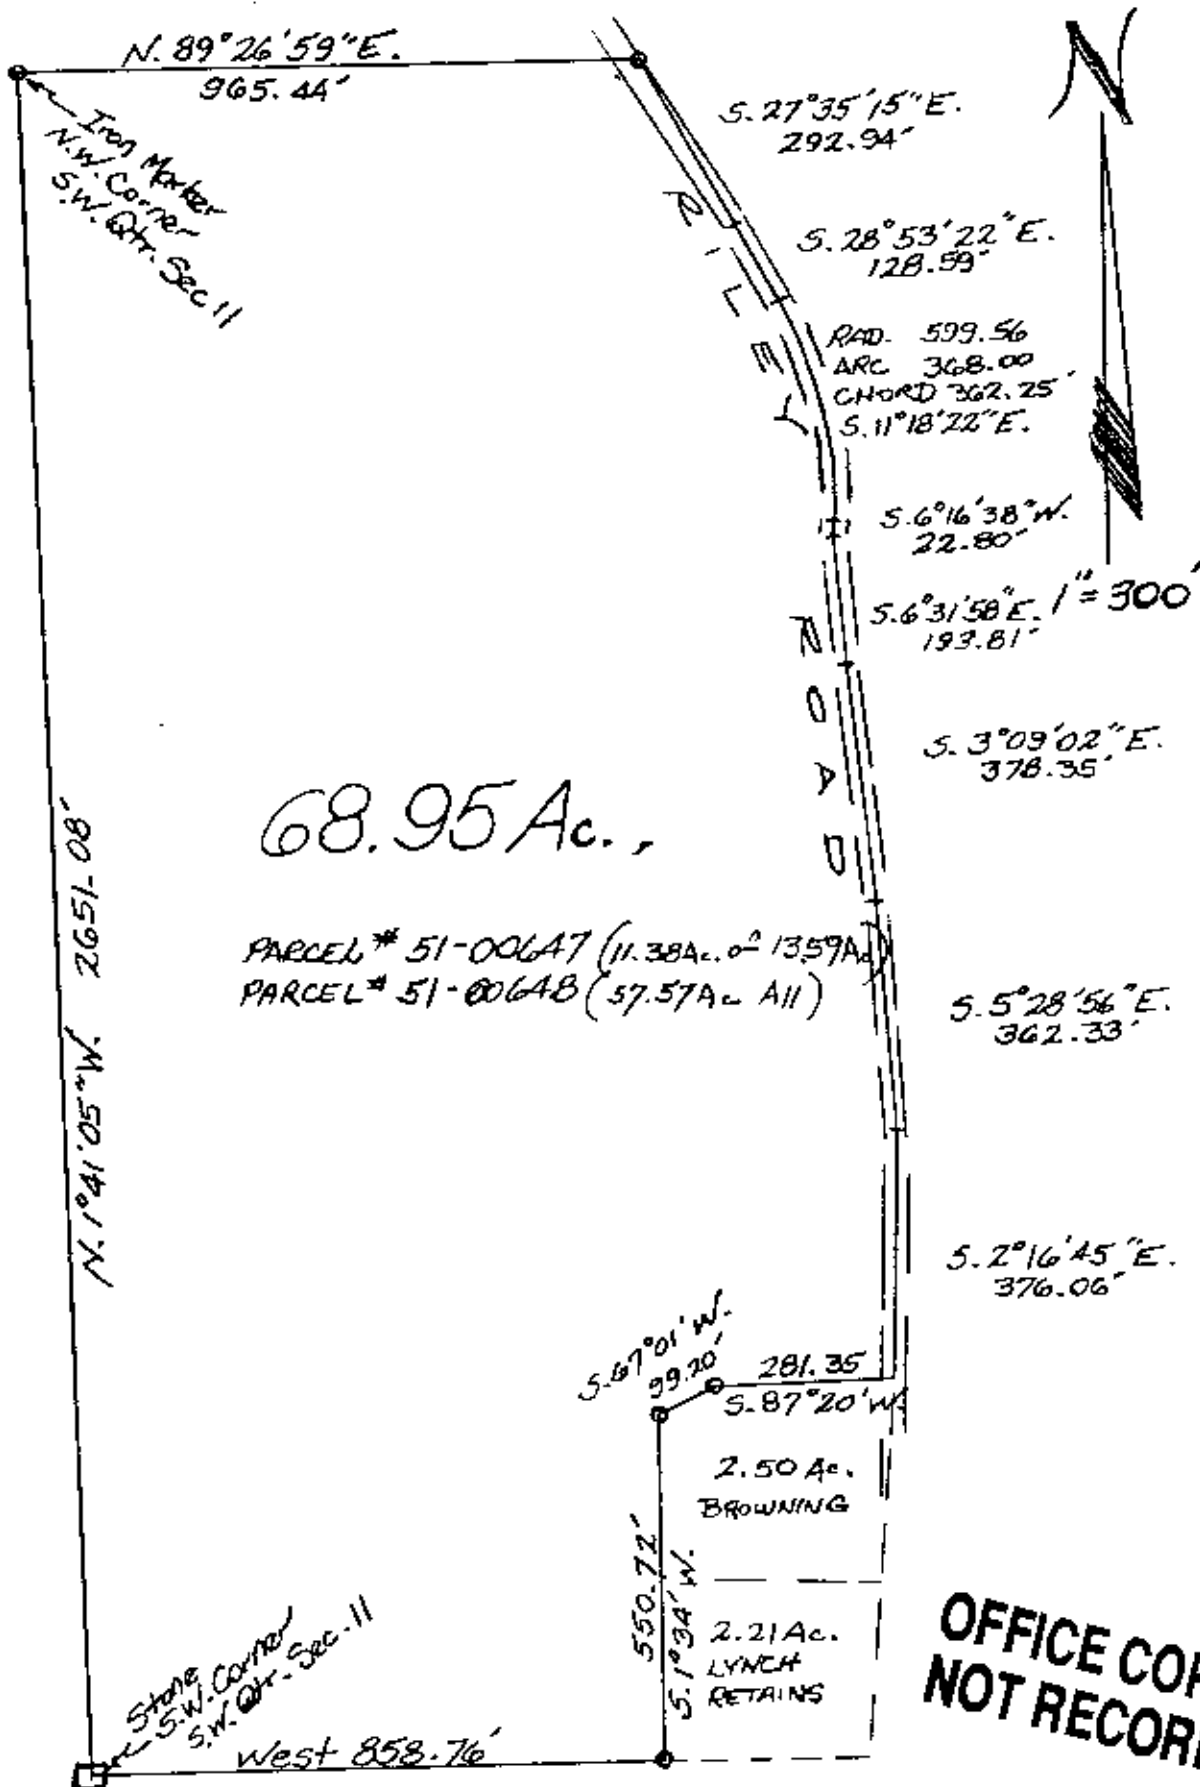 N. 89°26'59"E.
965.44'
Iron Marker
N.W. Corner
S.W. Qtr. Sec 11
S. 27°35'15"E.
292.94'
S. 28°53'22"E.
128.59'
RAD. 599.56
ARC 368.00
CHORD 362.25'
S. 11°18'22"E.
N
S. 6°16'38"W.
22.80'
S. 6°31'58"E.
193.81'
1"=300'
RILEY ROAD
S. 3°09'02"E.
378.35'
68.95 Ac.,
PARCEL # 51-00647 (11.38Ac. of 13.59Ac)
PARCEL # 51-00648 (57.57Ac All)
N. 1°41'05"W. 2651.08'
S. 5°28'56"E.
362.33'
S. 2°16'45"E.
376.06'
S. 67°01'W.
99.20'
281.35
S. 87°20'W.
2.50 Ac.
BROWNING
550.72'
S. 1°34'W.
2.21 Ac.
LYNCH
RETAINS
Stone
S.W. Corner
S.W. Qtr. Sec. 11
West 858.76'
OFFICE COP
NOT RECOR